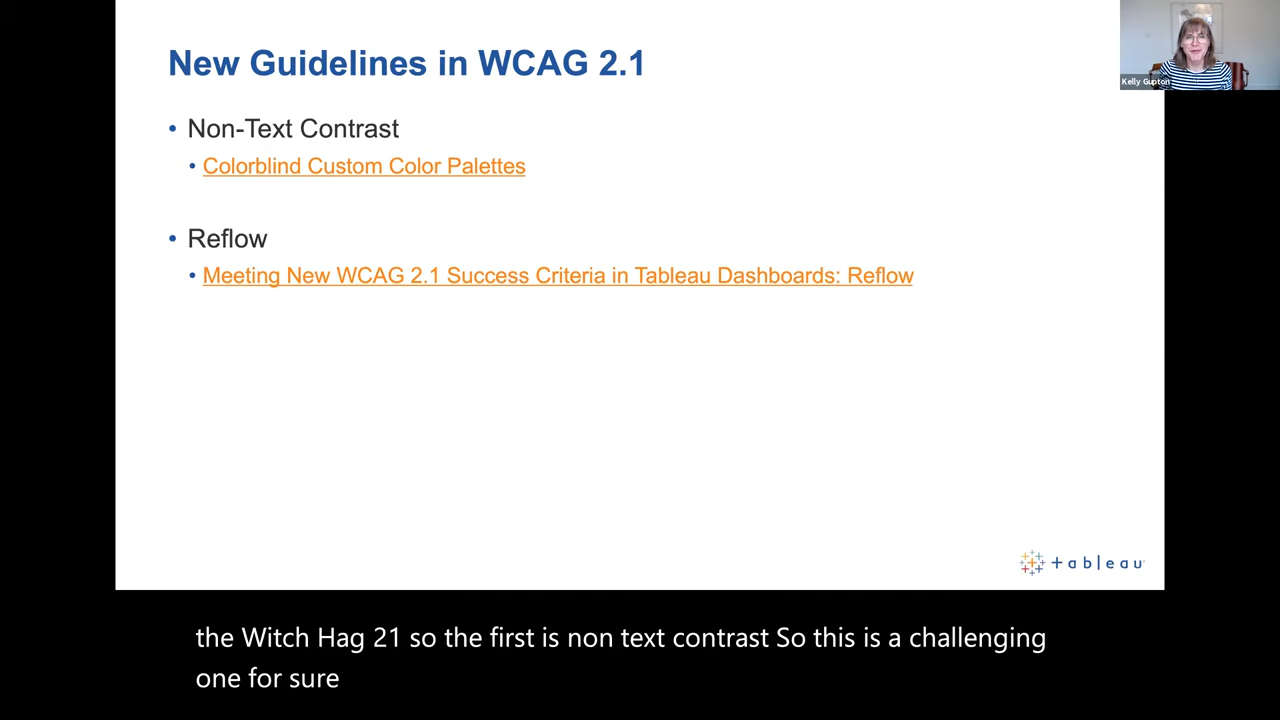 New Guidelines in WCAG 2.1
Kelly Gupton
• Non-Text Contrast
• Colorblind Custom Color Palettes
• Reflow
• Meeting New WCAG 2.1 Success Criteria in Tableau Dashboards: Reflow
+ableau
the Witch Hag 21 so the first is non text contrast So this is a challenging
one for sure